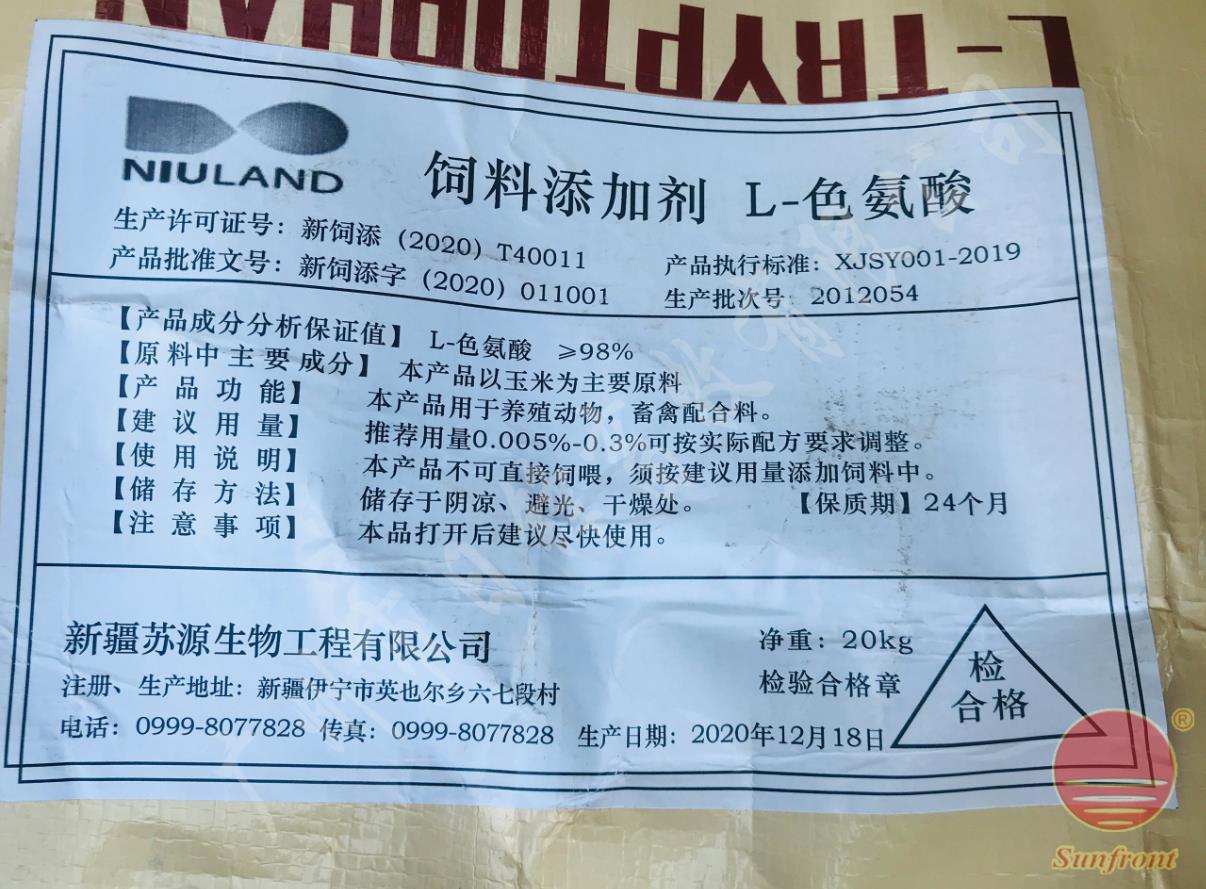 L-TRYPTOPHAN
NIULAND
饲料添加剂 L-色氨酸
生产许可证号：新饲添（2020）T40011
产品批准文号：新饲添字（2020）011001
产品执行标准：XJSY001-2019
生产批次号 2012054
【产品成分分析保证值】 L-色氨酸 ≥98%
【原料中主要成分】 本产品以玉米为主要原料
【产品功能】 本产品用于养殖动物，畜禽配合料。
【建议用量】 推荐用量0.005%-0.3%可按实际配方要求调整。
【使用说明】 本产品不可直接饲喂，须按建议用量添加饲料中。
【储存方法】 储存于阴凉、避光、干燥处。 【保质期】24个月
【注意事项】 本品打开后建议尽快使用。
新疆苏源生物工程有限公司
注册、生产地址：新疆伊宁市英也尔乡六七段村
电话：0999-8077828 传真：0999-8077828 生产日期：2020年12月18日
净重：20kg
检验合格章
检
合格
®
Sunfront